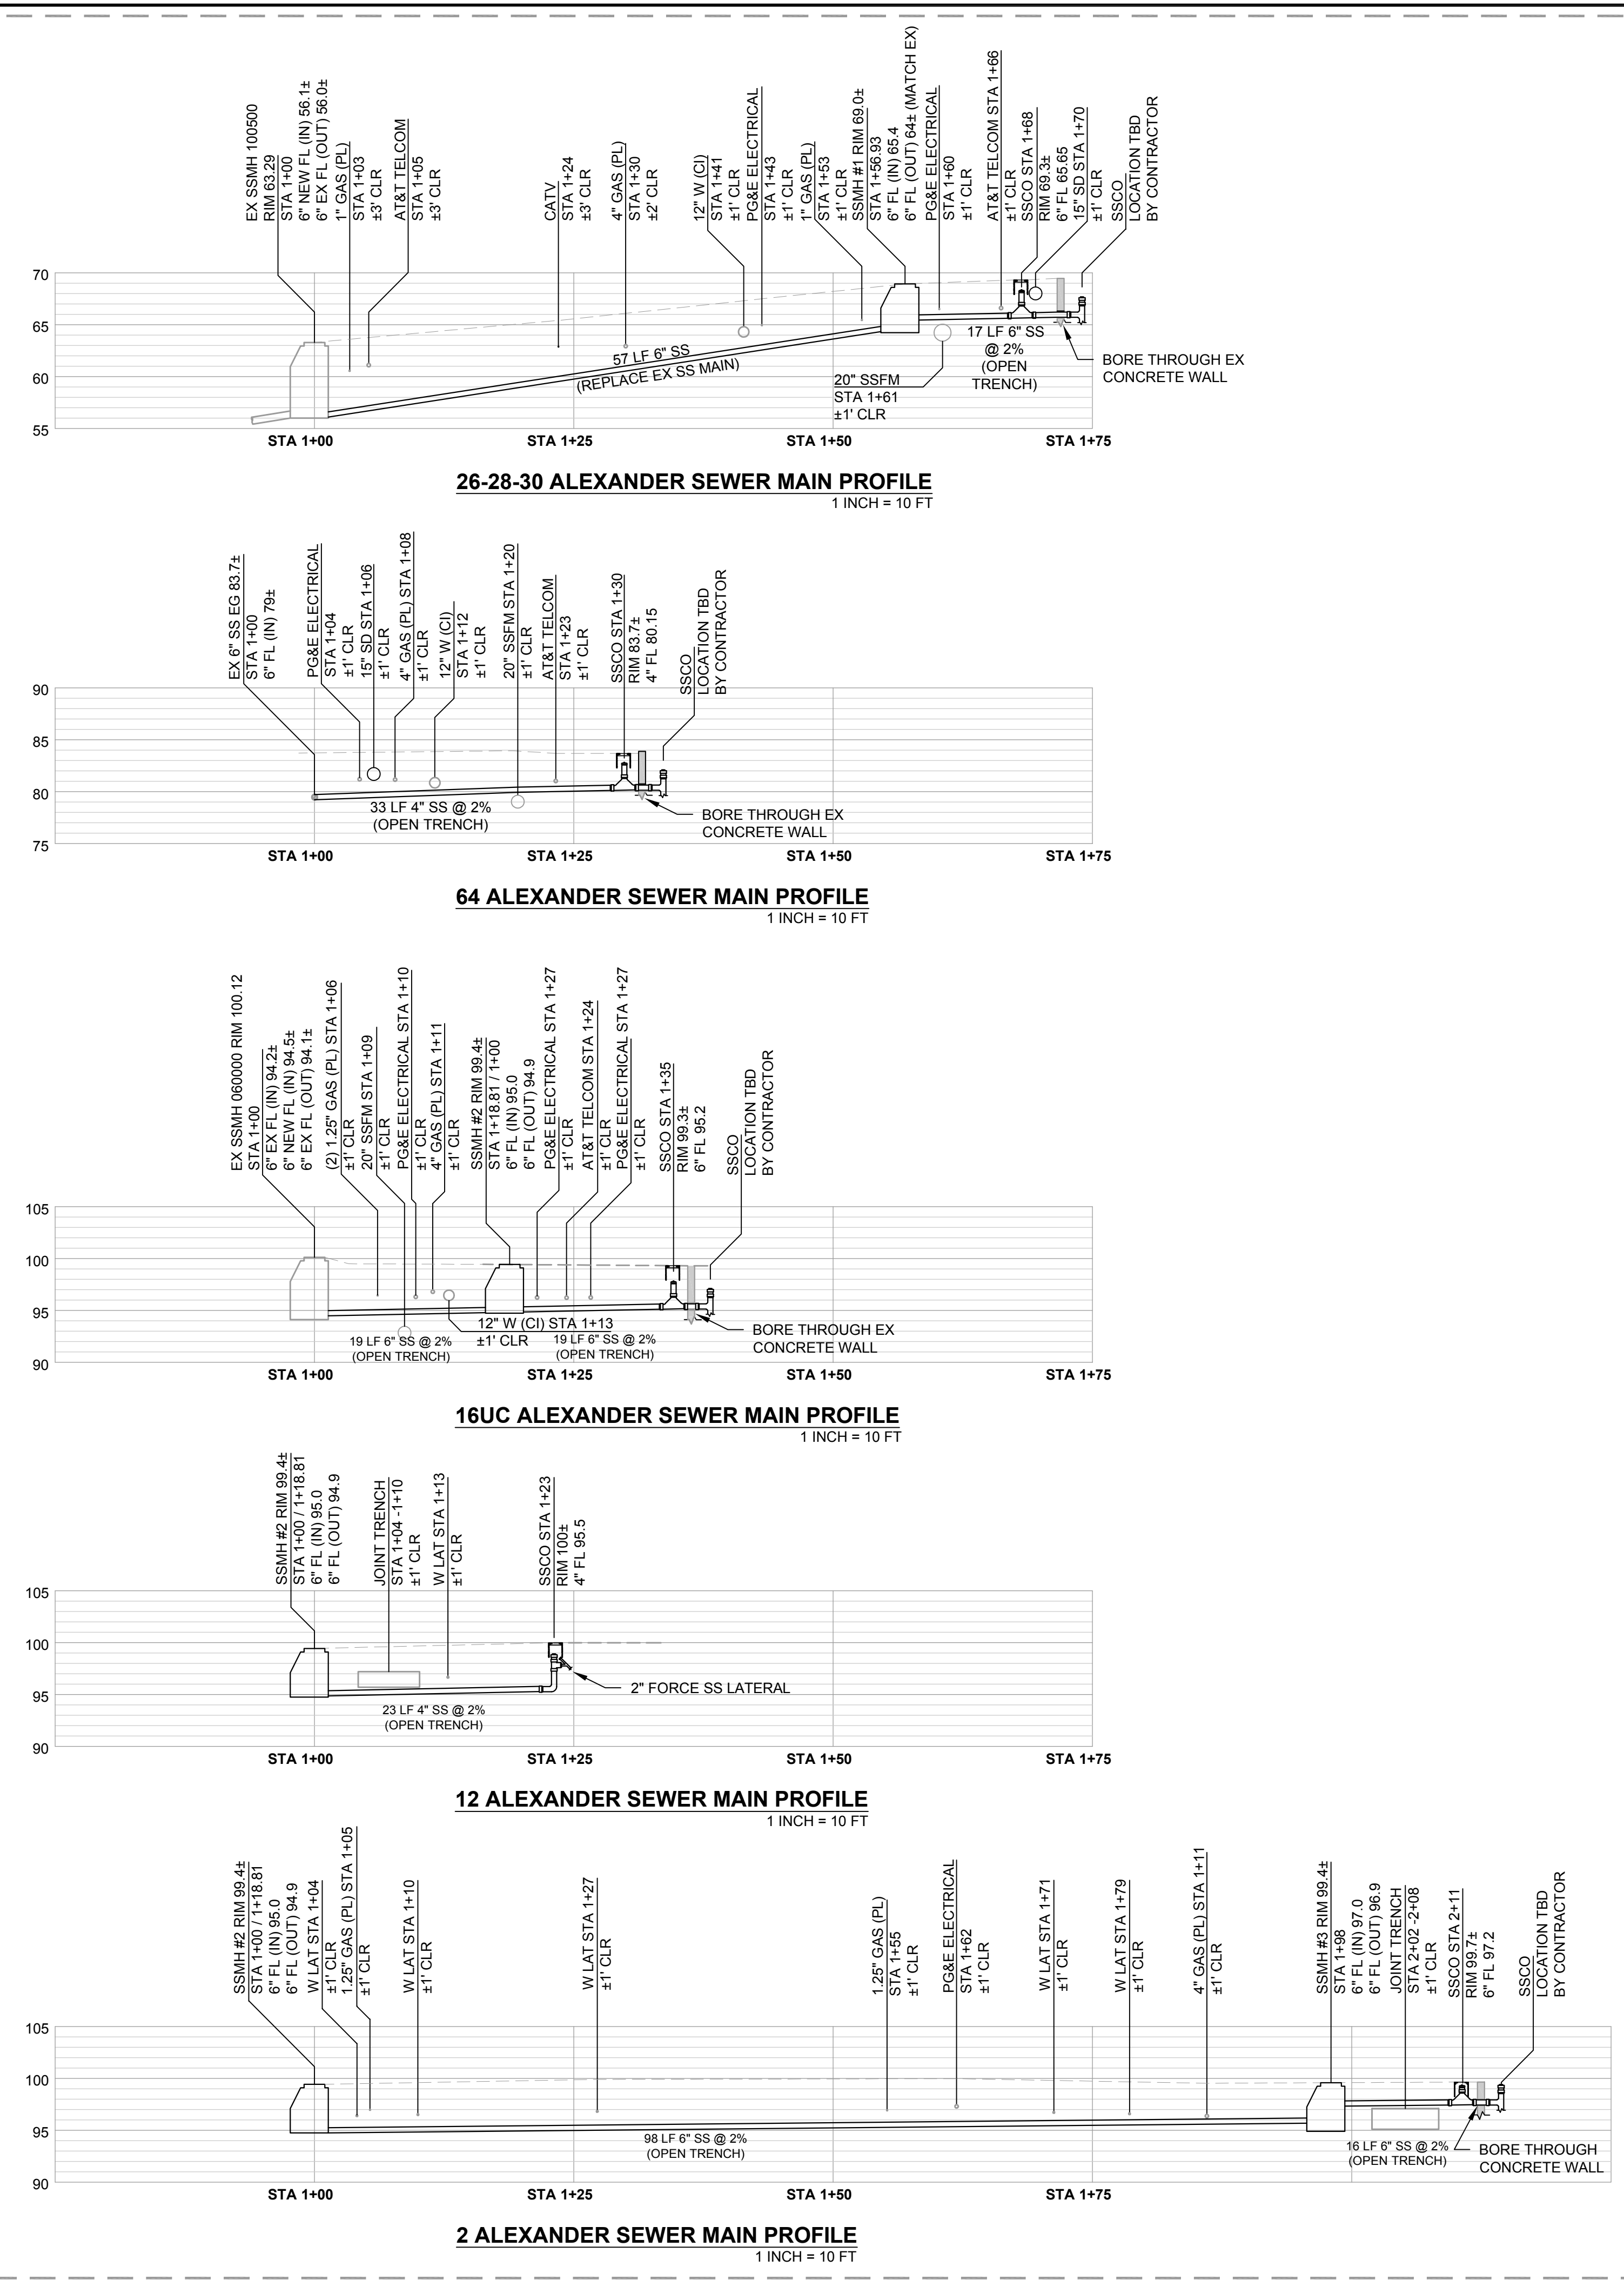 EX SSMH 100500
RIM 63.29
STA 1+00
6" NEW FL (IN) 56.1±
6" EX FL (OUT) 56.0±
1" GAS (PL)
STA 1+03
±3' CLR
AT&T TELCOM
STA 1+05
±3' CLR
CATV
STA 1+24
±3' CLR
4" GAS (PL)
STA 1+30
±2' CLR
12" W (CI)
STA 1+41
±1' CLR
PG&E ELECTRICAL
STA 1+43
±1' CLR
1" GAS (PL)
STA 1+53
±1' CLR
SSMH #1 RIM 69.0±
STA 1+56.93
6" FL (IN) 65.4
6" FL (OUT) 64± (MATCH EX)
PG&E ELECTRICAL
STA 1+60
±1' CLR
AT&T TELCOM STA 1+66
±1' CLR
SSCO STA 1+68
RIM 69.3±
6" FL 65.65
15" SD STA 1+70
±1' CLR
SSCO
LOCATION TBD
BY CONTRACTOR
70
65
60
55
57 LF 6" SS
(REPLACE EX SS MAIN)
20" SSFM
STA 1+61
±1' CLR
17 LF 6" SS
@ 2%
(OPEN
TRENCH)
BORE THROUGH EX
CONCRETE WALL
STA 1+00
STA 1+25
STA 1+50
STA 1+75
26-28-30 ALEXANDER SEWER MAIN PROFILE
1 INCH = 10 FT
EX 6" SS EG 83.7±
STA 1+00
6" FL (IN) 79±
PG&E ELECTRICAL
STA 1+04
±1' CLR
15" SD STA 1+06
±1' CLR
4" GAS (PL) STA 1+08
±1' CLR
12" W (CI)
STA 1+12
±1' CLR
20" SSFM STA 1+20
±1' CLR
AT&T TELCOM
STA 1+23
±1' CLR
SSCO STA 1+30
RIM 83.7±
4" FL 80.15
SSCO
LOCATION TBD
BY CONTRACTOR
90
85
80
75
33 LF 4" SS @ 2%
(OPEN TRENCH)
BORE THROUGH EX
CONCRETE WALL
STA 1+00
STA 1+25
STA 1+50
STA 1+75
64 ALEXANDER SEWER MAIN PROFILE
1 INCH = 10 FT
EX SSMH 060000 RIM 100.12
STA 1+00
6" EX FL (IN) 94.2±
6" NEW FL (IN) 94.5±
6" EX FL (OUT) 94.1±
(2) 1.25" GAS (PL) STA 1+06
±1' CLR
20" SSFM STA 1+09
±1' CLR
PG&E ELECTRICAL STA 1+10
±1' CLR
4" GAS (PL) STA 1+11
±1' CLR
SSMH #2 RIM 99.4±
STA 1+18.81 / 1+00
6" FL (IN) 95.0
6" FL (OUT) 94.9
PG&E ELECTRICAL STA 1+27
±1' CLR
AT&T TELCOM STA 1+24
±1' CLR
PG&E ELECTRICAL STA 1+27
±1' CLR
SSCO STA 1+35
RIM 99.3±
6" FL 95.2
SSCO
LOCATION TBD
BY CONTRACTOR
105
100
95
90
19 LF 6" SS @ 2%
(OPEN TRENCH)
12" W (CI) STA 1+13
±1' CLR
19 LF 6" SS @ 2%
(OPEN TRENCH)
BORE THROUGH EX
CONCRETE WALL
STA 1+00
STA 1+25
STA 1+50
STA 1+75
16UC ALEXANDER SEWER MAIN PROFILE
1 INCH = 10 FT
SSMH #2 RIM 99.4±
STA 1+00 / 1+18.81
6" FL (IN) 95.0
6" FL (OUT) 94.9
JOINT TRENCH
STA 1+04 -1+10
±1' CLR
W LAT STA 1+13
±1' CLR
SSCO STA 1+23
RIM 100±
4" FL 95.5
105
100
95
90
2" FORCE SS LATERAL
23 LF 4" SS @ 2%
(OPEN TRENCH)
STA 1+00
STA 1+25
STA 1+50
STA 1+75
12 ALEXANDER SEWER MAIN PROFILE
1 INCH = 10 FT
SSMH #2 RIM 99.4±
STA 1+00 / 1+18.81
6" FL (IN) 95.0
6" FL (OUT) 94.9
W LAT STA 1+04
±1' CLR
1.25" GAS (PL) STA 1+05
±1' CLR
W LAT STA 1+10
±1' CLR
W LAT STA 1+27
±1' CLR
1.25" GAS (PL)
STA 1+55
±1' CLR
PG&E ELECTRICAL
STA 1+62
±1' CLR
W LAT STA 1+71
±1' CLR
W LAT STA 1+79
±1' CLR
4" GAS (PL) STA 1+11
±1' CLR
SSMH #3 RIM 99.4±
STA 1+98
6" FL (IN) 97.0
6" FL (OUT) 96.9
JOINT TRENCH
STA 2+02 -2+08
±1' CLR
SSCO STA 2+11
RIM 99.7±
6" FL 97.2
SSCO
LOCATION TBD
BY CONTRACTOR
105
100
95
90
98 LF 6" SS @ 2%
(OPEN TRENCH)
16 LF 6" SS @ 2%
(OPEN TRENCH)
BORE THROUGH
CONCRETE WALL
STA 1+00
STA 1+25
STA 1+50
STA 1+75
2 ALEXANDER SEWER MAIN PROFILE
1 INCH = 10 FT